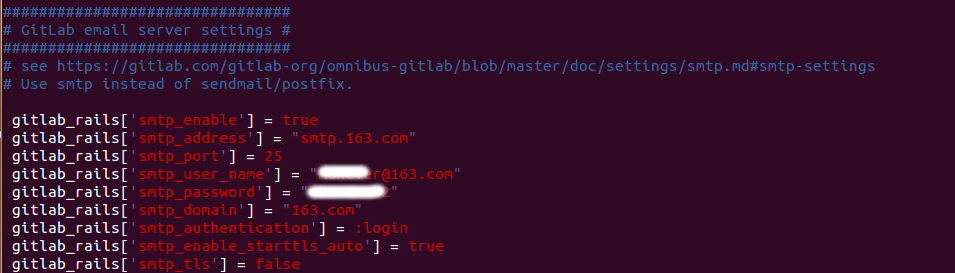 ################################
# GitLab email server settings #
################################
# see https://gitlab.com/gitlab-org/omnibus-gitlab/blob/master/doc/settings/smtp.md#smtp-settings
# Use smtp instead of sendmail/postfix.
gitlab_rails['smtp_enable'] = true
gitlab_rails['smtp_address'] = "smtp.163.com"
gitlab_rails['smtp_port'] = 25
gitlab_rails['smtp_user_name'] = "er@163.com"
gitlab_rails['smtp_password'] = "2"
gitlab_rails['smtp_domain'] = "163.com"
gitlab_rails['smtp_authentication'] = :login
gitlab_rails['smtp_enable_starttls_auto'] = true
gitlab_rails['smtp_tls'] = false